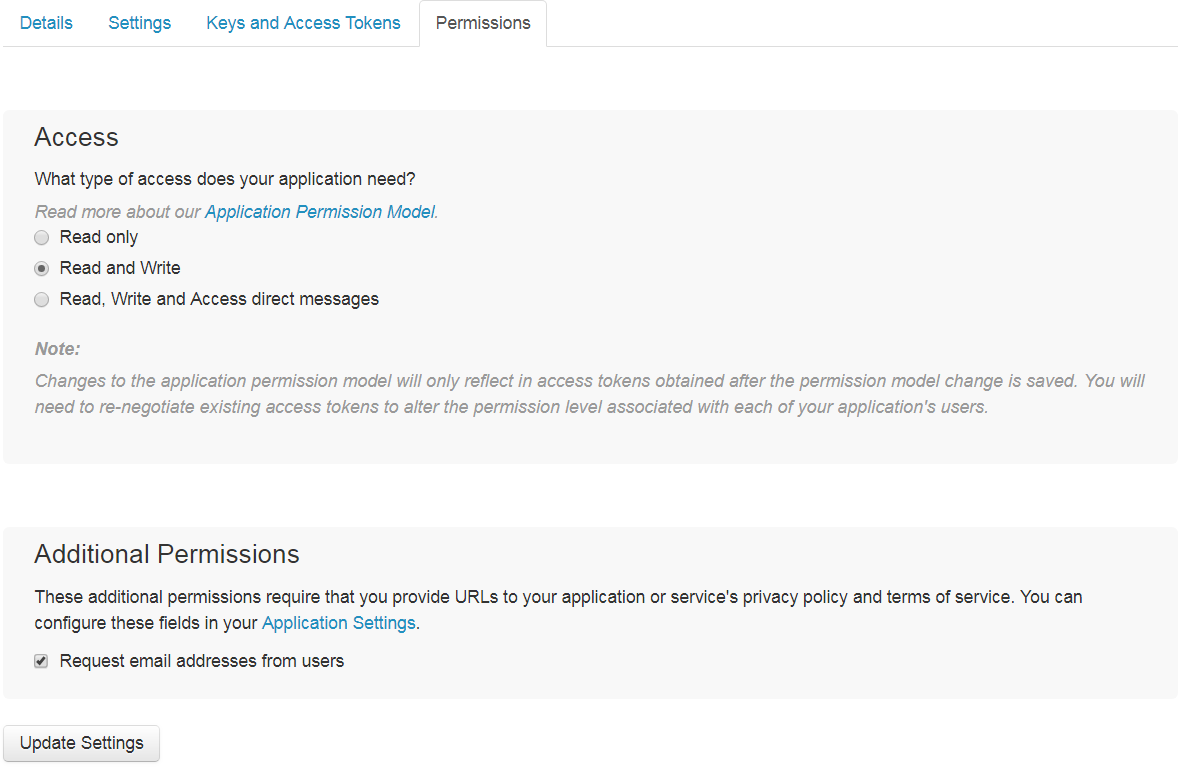 Details Settings Keys and Access Tokens Permissions
Access
What type of access does your application need?
Read more about our Application Permission Model.
Read only
Read and Write
Read, Write and Access direct messages
Note:
Changes to the application permission model will only reflect in access tokens obtained after the permission model change is saved. You will
need to re-negotiate existing access tokens to alter the permission level associated with each of your application's users.
Additional Permissions
These additional permissions require that you provide URLs to your application or service's privacy policy and terms of service. You can
configure these fields in your Application Settings.
Request email addresses from users
Update Settings